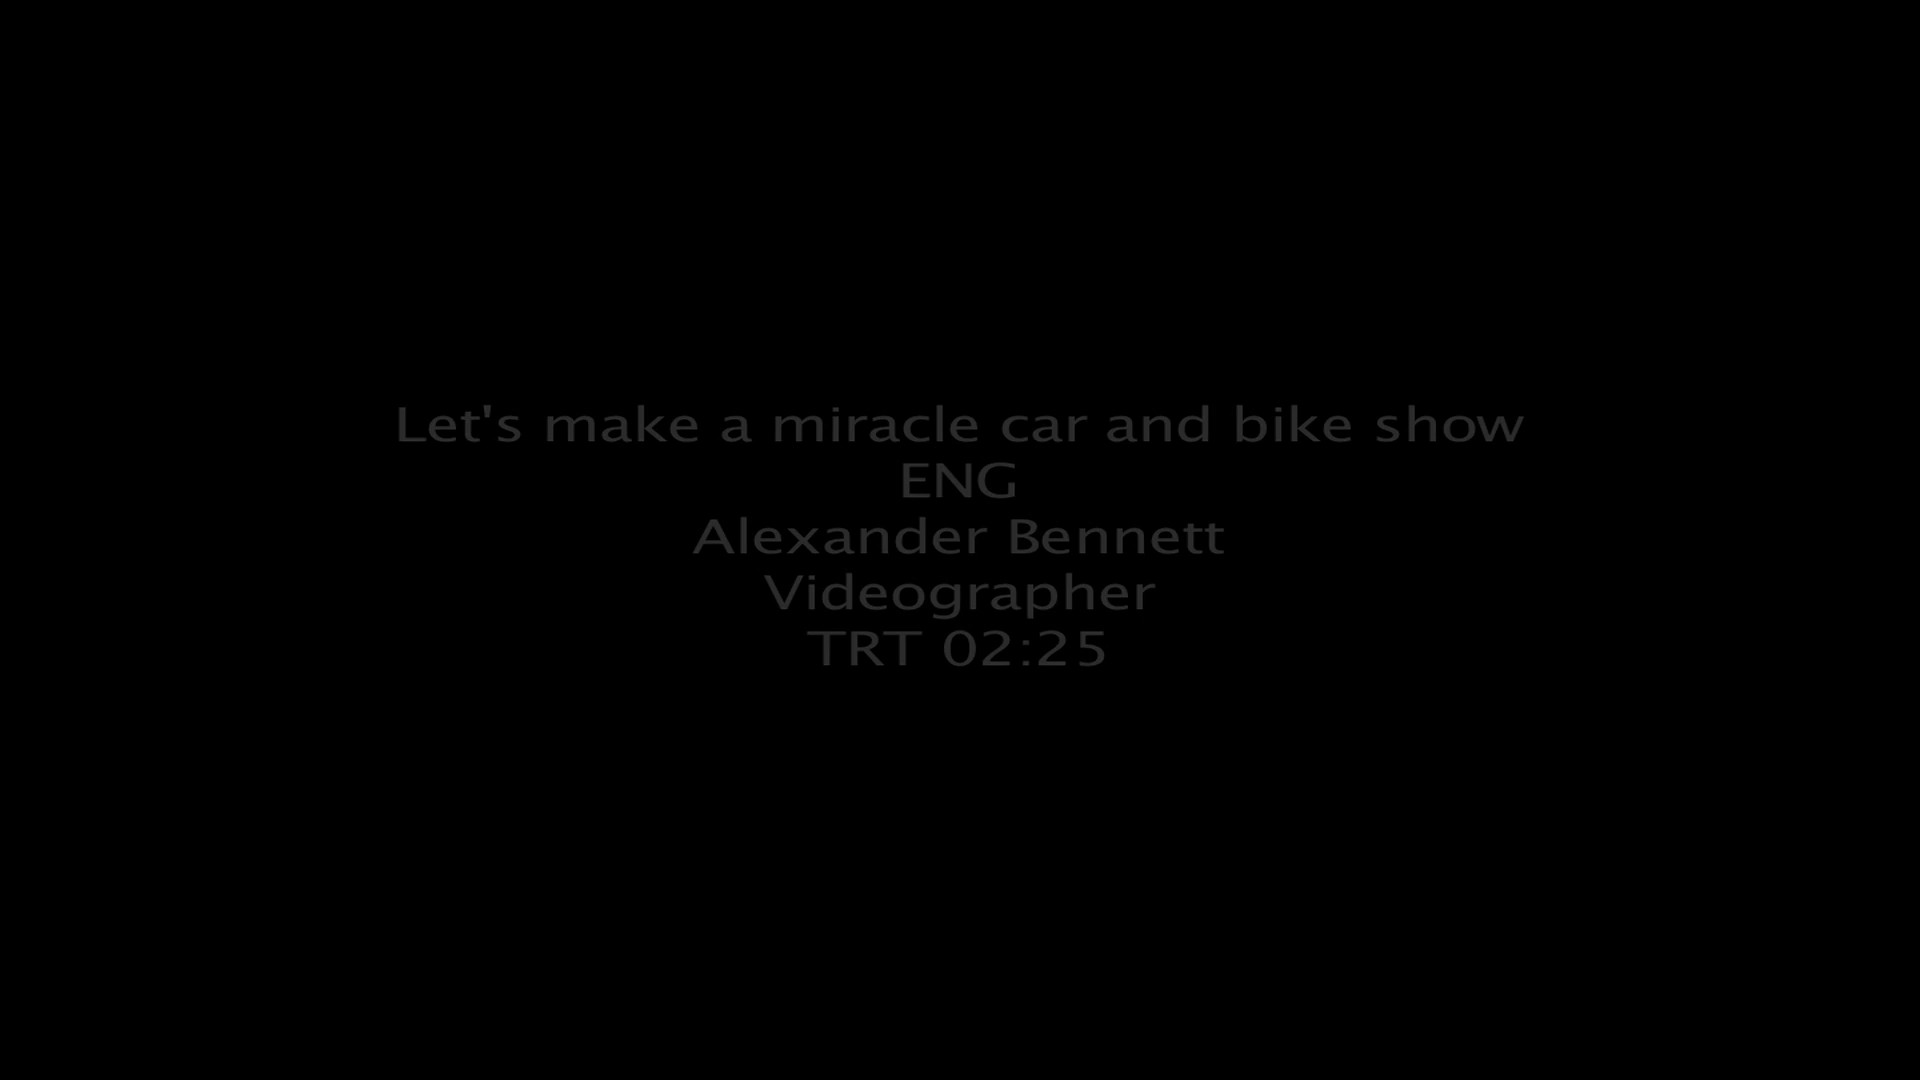 Let's make a miracle car and bike show
ENG
Alexander Bennett
Videographer
TRT 02:25